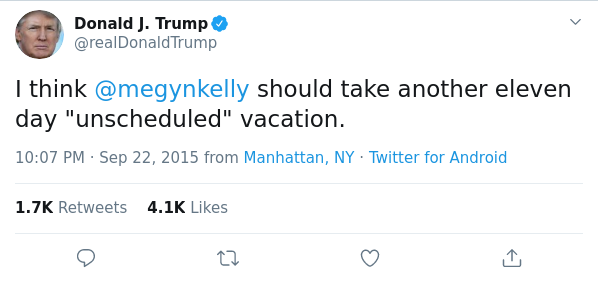 Donald J. Trump
@realDonaldTrump
I think @megynkelly should take another eleven
day "unscheduled" vacation.
10:07 PM · Sep 22, 2015 from Manhattan, NY · Twitter for Android
1.7K Retweets 4.1K Likes